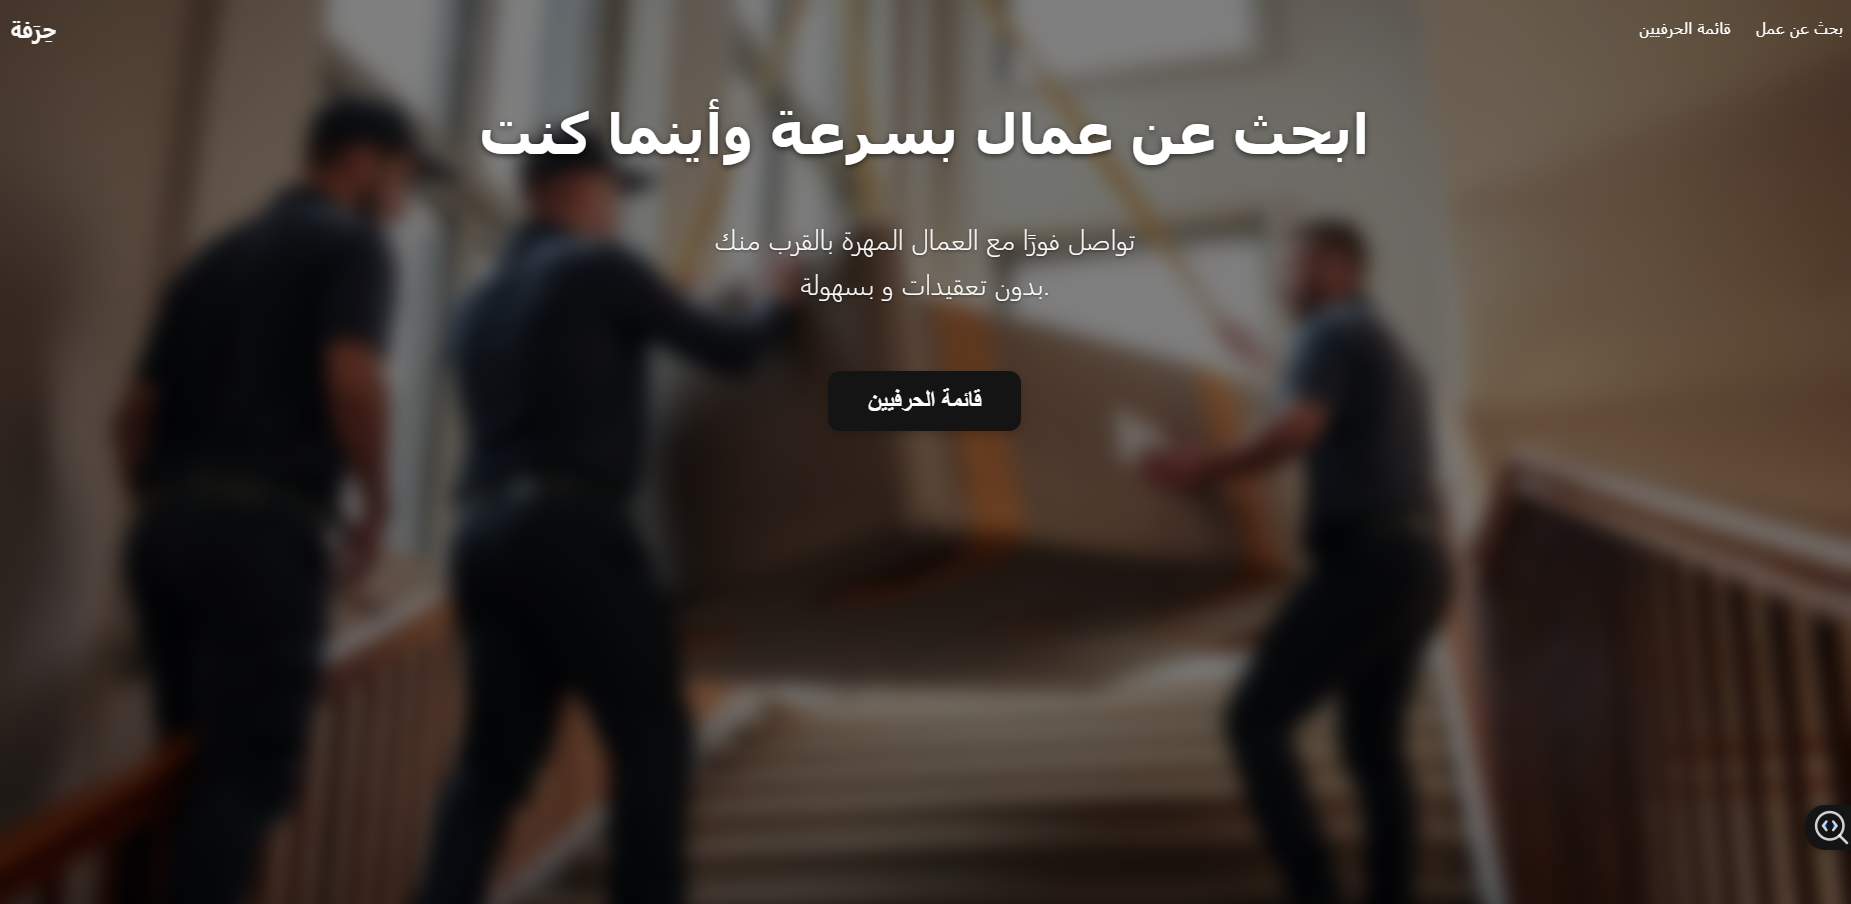 بحث عن عمل
قائمة الحرفيين
حِرَفة
ابحث عن عمال بسرعة وأينما كنت
تواصل فورًا مع العمال المهرة بالقرب منك
بدون تعقيدات و بسهولة.
قائمة الحرفيين